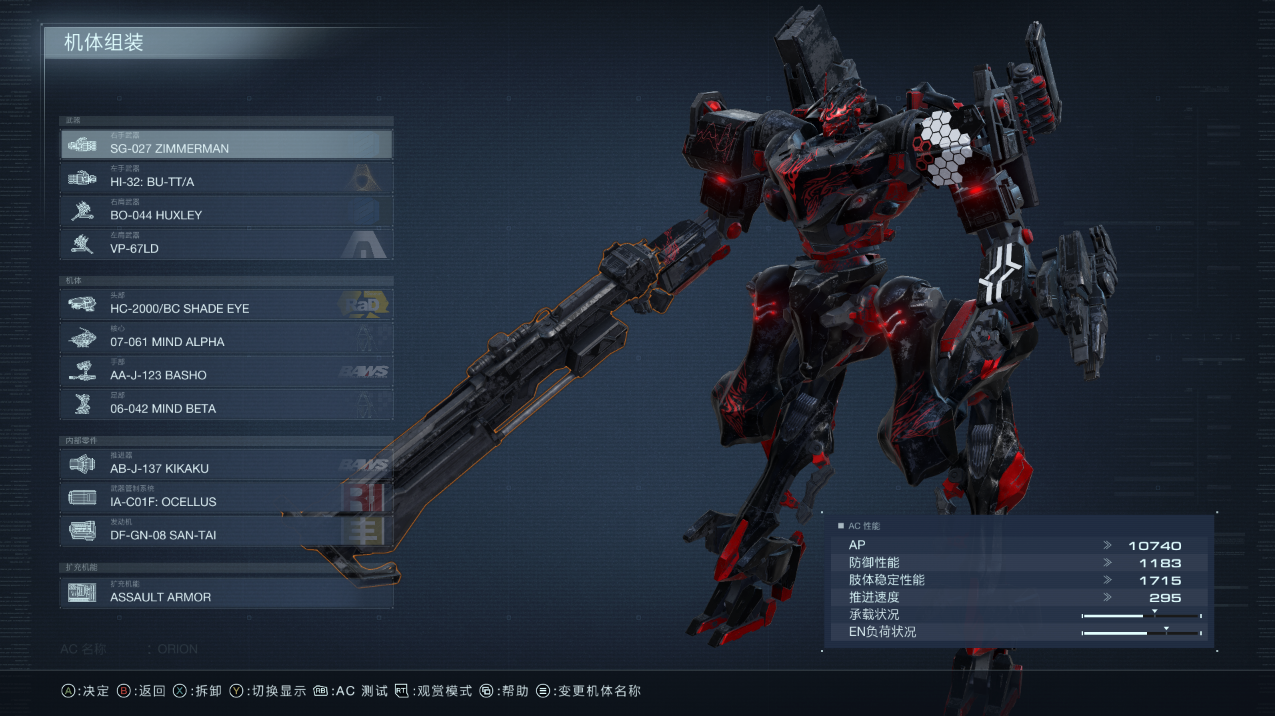 机体组装
武器
右手武器
SG-027 ZIMMERMAN
左手武器
HI-32: BU-TT/A
右肩武器
BO-044 HUXLEY
左肩武器
VP-67LD
机体
头部
HC-2000/BC SHADE EYE
RaD
核心
07-061 MIND ALPHA
手部
AA-J-123 BASHO
BAWS
足部
06-042 MIND BETA
内部零件
推进器
AB-J-137 KIKAKU
BAWS
武器管制系统
IA-C01F: OCELLUS
RI
发动机
DF-GN-08 SAN-TAI
丰
扩充机能
扩充机能
ASSAULT ARMOR
AC 名称 : ORION
AC 性能
AP 10740
防御性能 1183
肢体稳定性能 1715
推进速度 295
承载状况
EN负荷状况
A:决定 B:返回 X:拆卸 Y:切换显示 RB:AC 测试 RT:观赏模式 :帮助 :变更机体名称